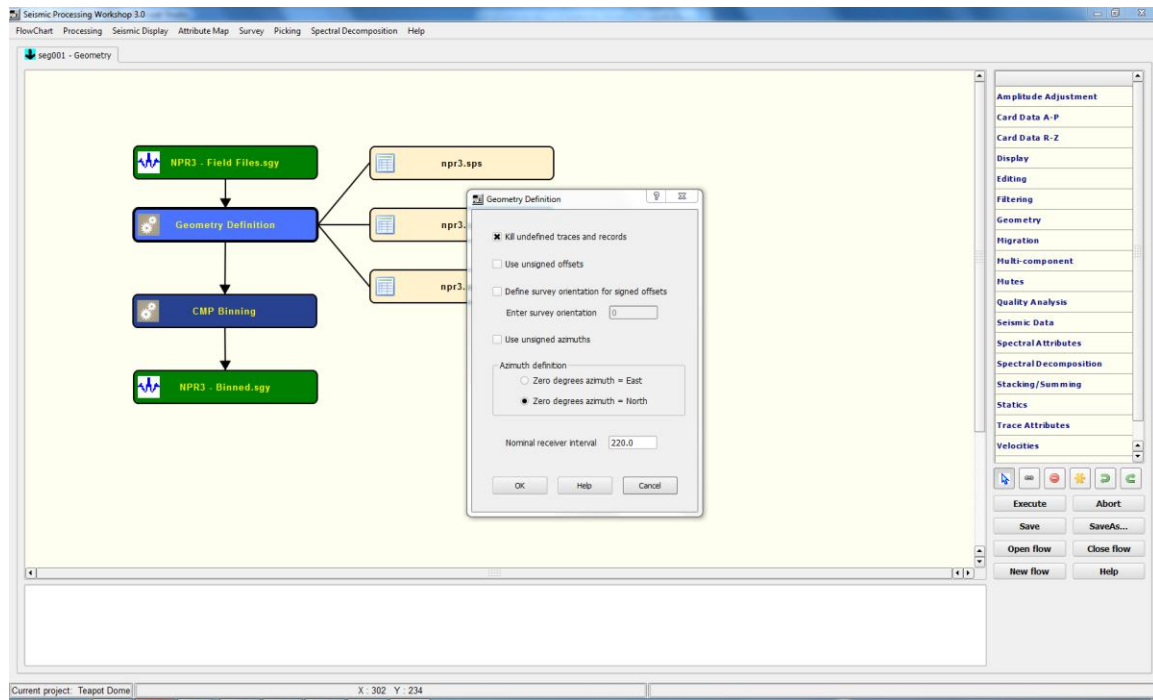 Seismic Processing Workshop 3.0
FlowChart Processing Seismic Display Attribute Map Survey Picking Spectral Decomposition Help
seg001 - Geometry
NPR3 - Field Files.sgy
npr3.sps
Geometry Definition
npr3.
CMP Binning
npr3.
NPR3 - Binned.sgy
Geometry Definition
Kill undefined traces and records
Use unsigned offsets
Define survey orientation for signed offsets
Enter survey orientation 0
Use unsigned azimuths
Azimuth definition
Zero degrees azimuth = East
Zero degrees azimuth = North
Nominal receiver interval 220.0
OK Help Cancel
Amplitude Adjustment
Card Data A-P
Card Data R-Z
Display
Editing
Filtering
Geometry
Migration
Multi-component
Mutes
Quality Analysis
Seismic Data
Spectral Attributes
Spectral Decomposition
Stacking/Summing
Statics
Trace Attributes
Velocities
Execute Abort
Save SaveAs...
Open flow Close flow
New flow Help
Current project: Teapot Dome X : 302 Y : 234